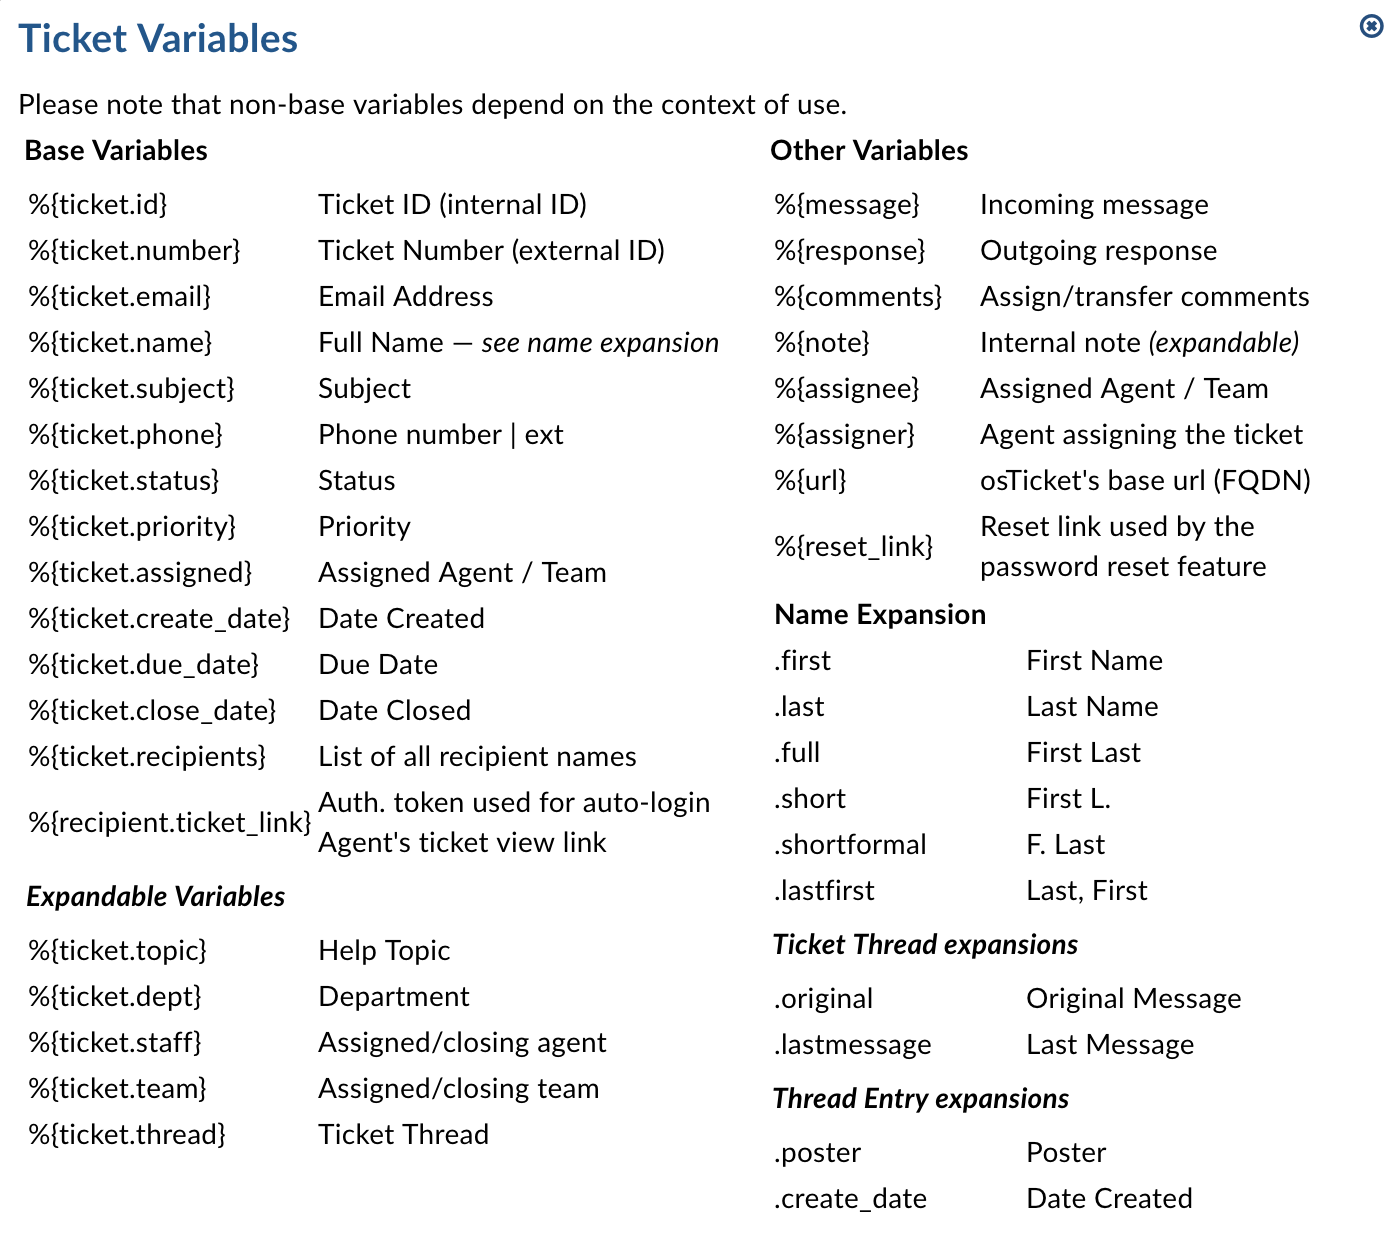 Ticket Variables
Please note that non-base variables depend on the context of use.
Base Variables
%{ticket.id} Ticket ID (internal ID)
%{ticket.number} Ticket Number (external ID)
%{ticket.email} Email Address
%{ticket.name} Full Name — see name expansion
%{ticket.subject} Subject
%{ticket.phone} Phone number | ext
%{ticket.status} Status
%{ticket.priority} Priority
%{ticket.assigned} Assigned Agent / Team
%{ticket.create_date} Date Created
%{ticket.due_date} Due Date
%{ticket.close_date} Date Closed
%{ticket.recipients} List of all recipient names
%{recipient.ticket_link} Auth. token used for auto-login
Agent's ticket view link
Expandable Variables
%{ticket.topic} Help Topic
%{ticket.dept} Department
%{ticket.staff} Assigned/closing agent
%{ticket.team} Assigned/closing team
%{ticket.thread} Ticket Thread
Other Variables
%{message} Incoming message
%{response} Outgoing response
%{comments} Assign/transfer comments
%{note} Internal note (expandable)
%{assignee} Assigned Agent / Team
%{assigner} Agent assigning the ticket
%{url} osTicket's base url (FQDN)
%{reset_link} Reset link used by the
password reset feature
Name Expansion
.first First Name
.last Last Name
.full First Last
.short First L.
.shortformal F. Last
.lastfirst Last, First
Ticket Thread expansions
.original Original Message
.lastmessage Last Message
Thread Entry expansions
.poster Poster
.create_date Date Created